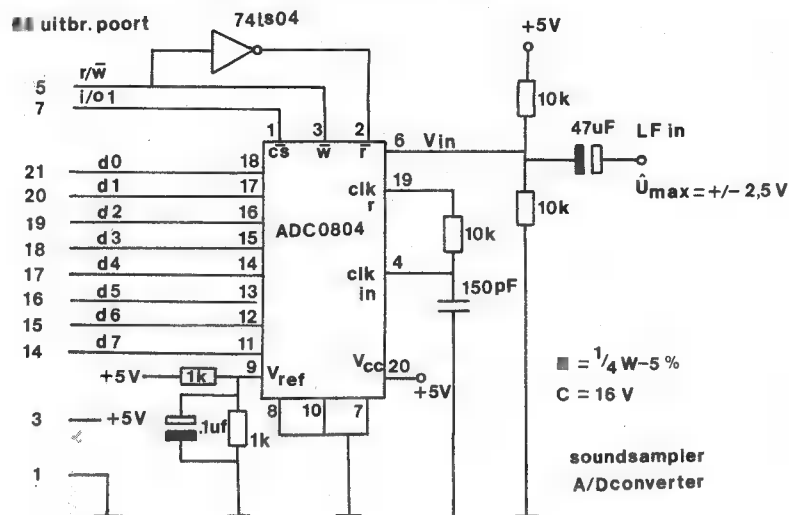 uitbr. poort
74ls04
+5V
5 r/w̅
7 i/o 1
10k
47uF
LF in
1 3 2
6 Vin
c̅s̅ w̅ r̅
Ûmax = +/- 2,5 V
21 d0 18
20 d1 17
19 d2 16
18 d3 15
17 d4 14
16 d5 13
15 d6 12
14 d7 11
clk r 19
ADC0804
10k
10k
clk in 4
150pF
+5V 1k 9 Vref
Vcc 20
+5V
= 1/4 W-5 %
C = 16 V
3 +5V
.1uf
1k
8 10 7
1
soundsampler
A/Dconverter